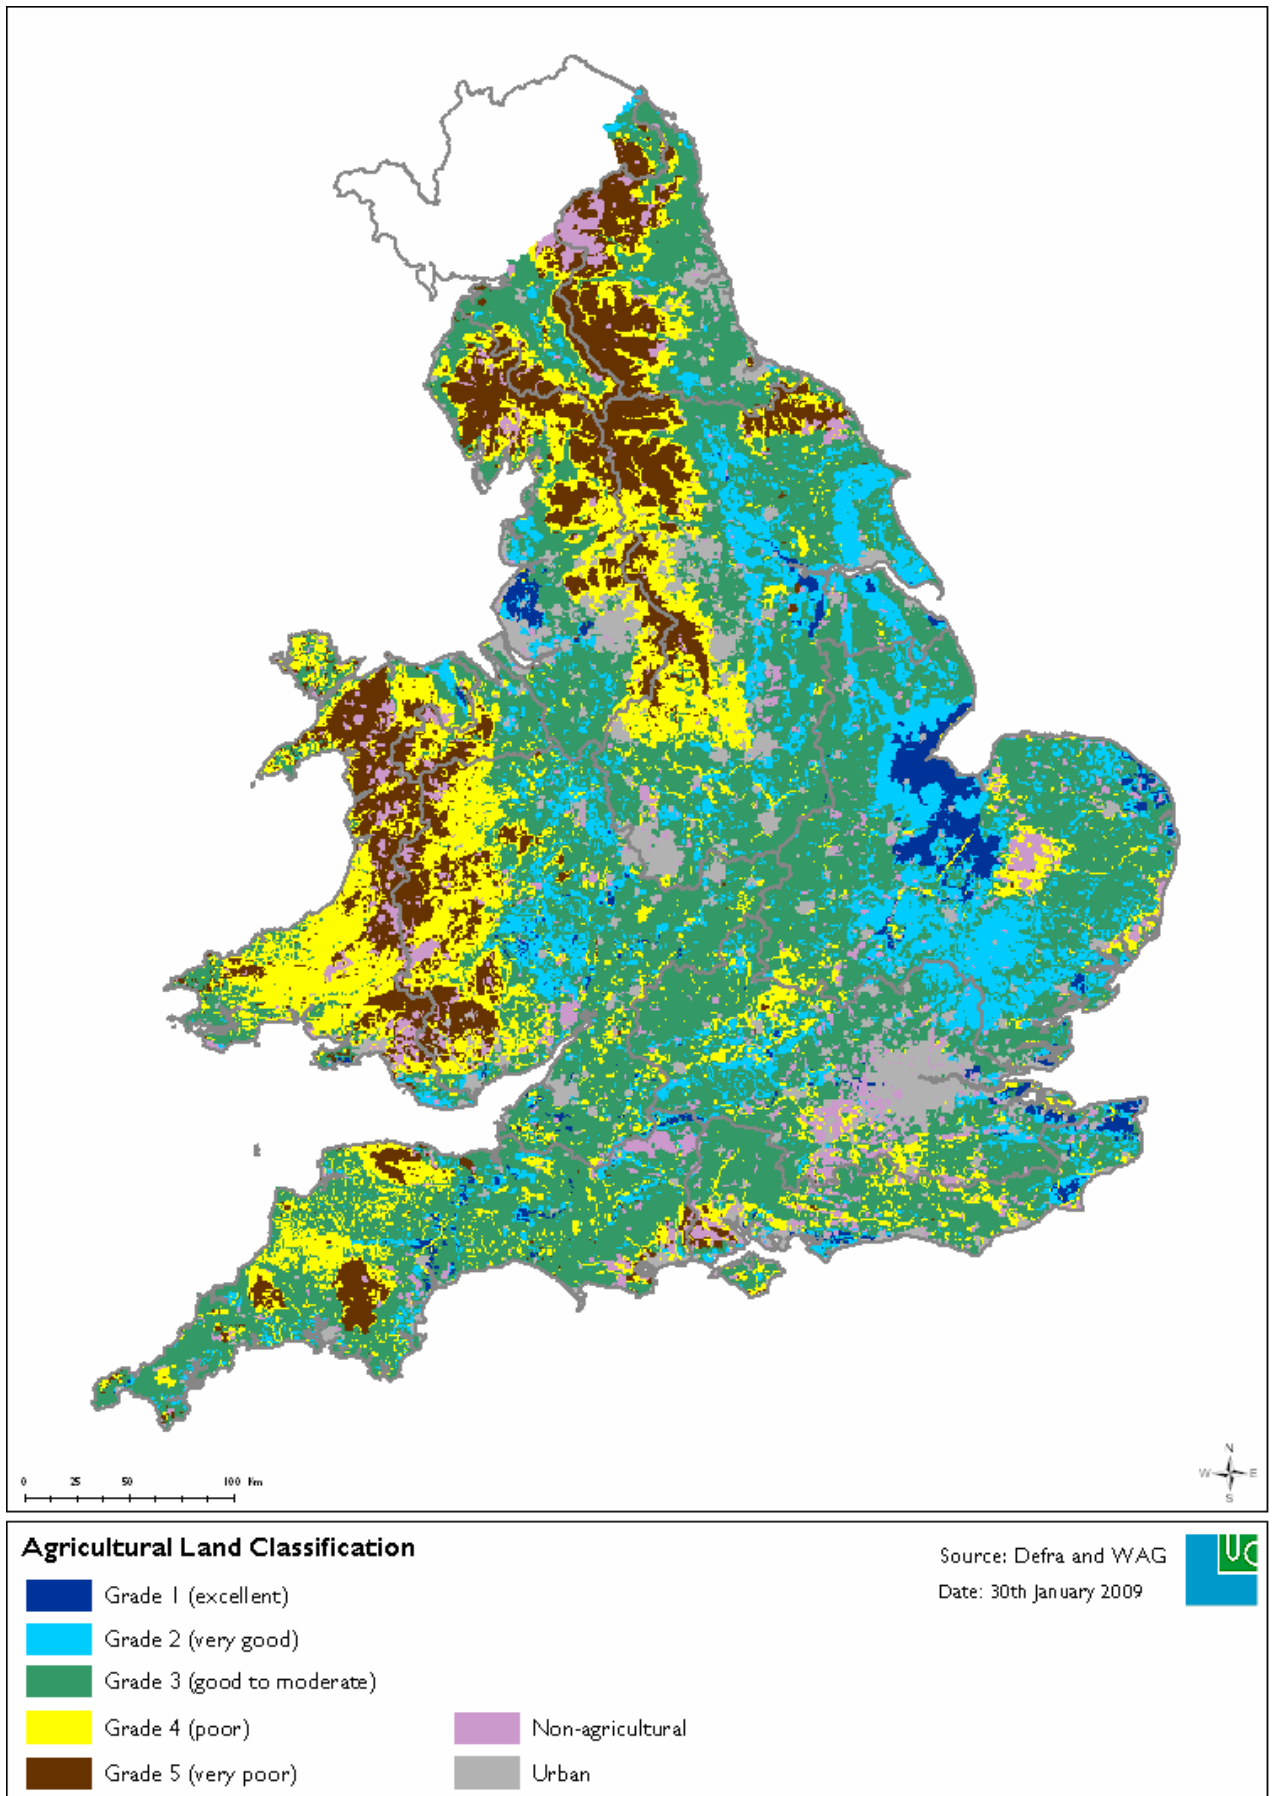 N
W E
S
0 25 50 100 Km
Agricultural Land Classification
Source: Defra and WAG
Date: 30th January 2009
Grade 1 (excellent)
Grade 2 (very good)
Grade 3 (good to moderate)
Grade 4 (poor)
Non-agricultural
Grade 5 (very poor)
Urban